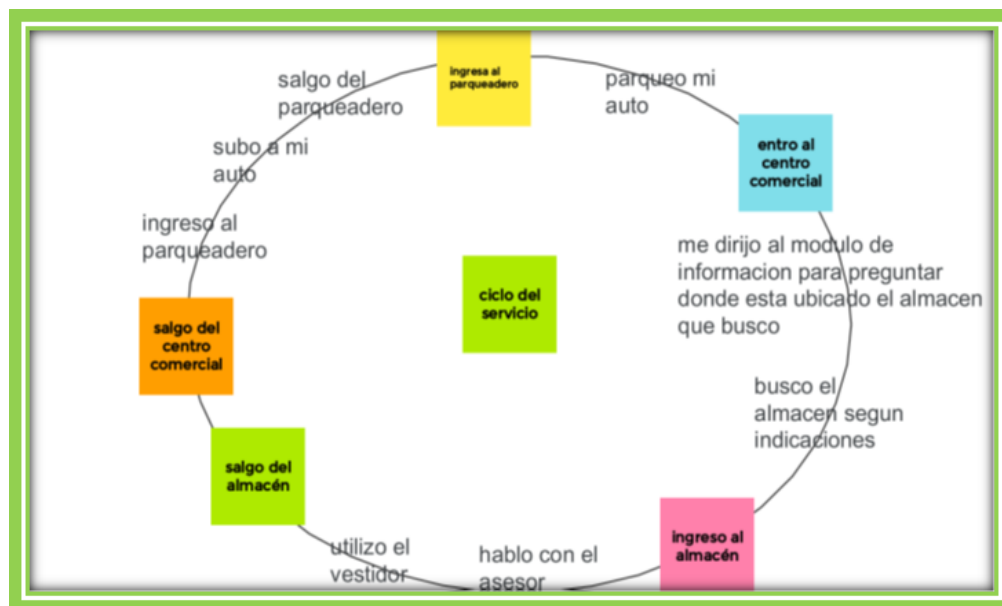 ingresa al
parqueadero
parqueo mi
auto
entro al
centro
comercial
me dirijo al modulo de
informacion para preguntar
donde esta ubicado el almacen
que busco
busco el
almacen segun
indicaciones
ingreso al
almacén
hablo con el
asesor
utilizo el
vestidor
salgo del
almacén
salgo del
centro
comercial
ingreso al
parqueadero
subo a mi
auto
salgo del
parqueadero
ciclo del
servicio